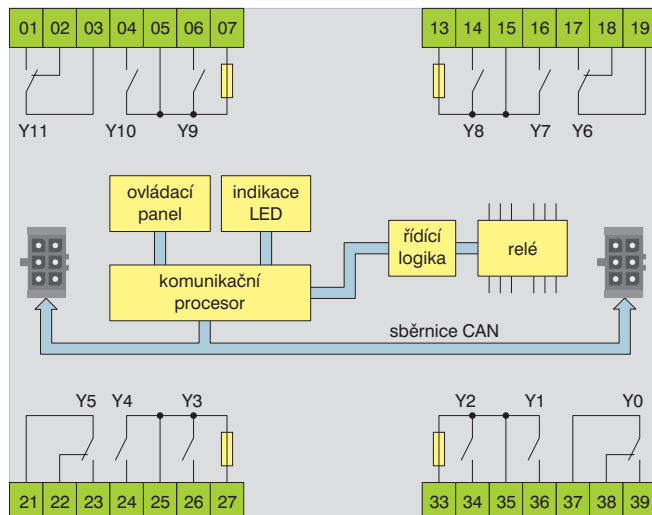 01 02 03 04 05 06 07
13 14 15 16 17 18 19
Y11 Y10 Y9
Y8 Y7 Y6
ovládací
panel
indikace
LED
řídící
logika
relé
komunikační
procesor
sběrnice CAN
Y5 Y4 Y3
Y2 Y1 Y0
21 22 23 24 25 26 27
33 34 35 36 37 38 39